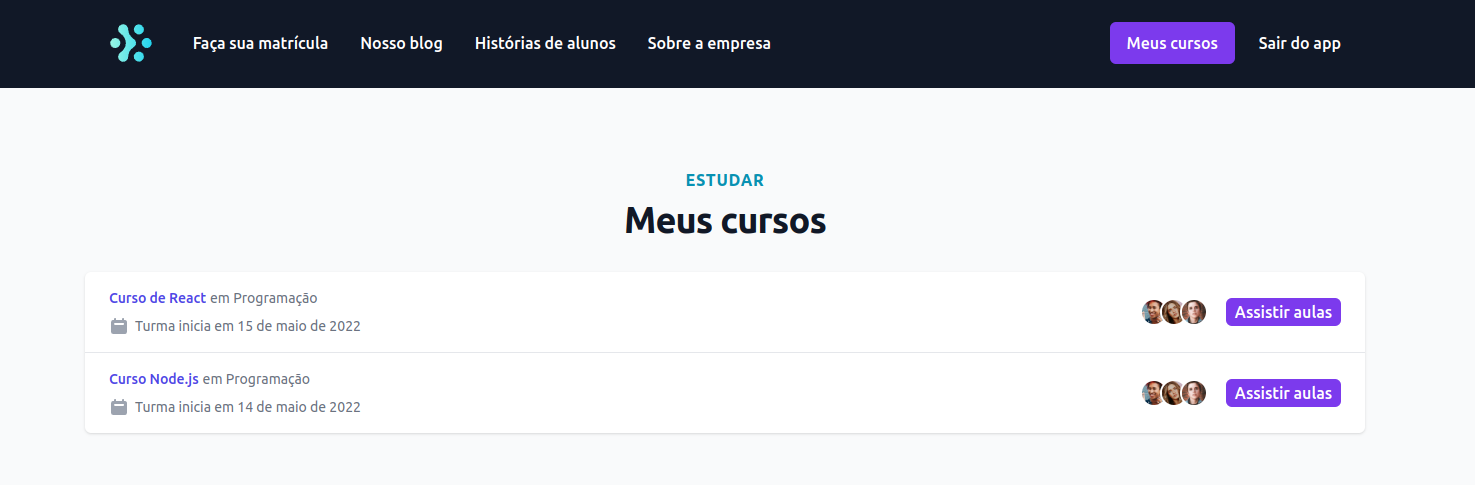 Faça sua matrícula Nosso blog Histórias de alunos Sobre a empresa Meus cursos Sair do app
ESTUDAR
Meus cursos
Curso de React em Programação
Turma inicia em 15 de maio de 2022
Assistir aulas
Curso Node.js em Programação
Turma inicia em 14 de maio de 2022
Assistir aulas